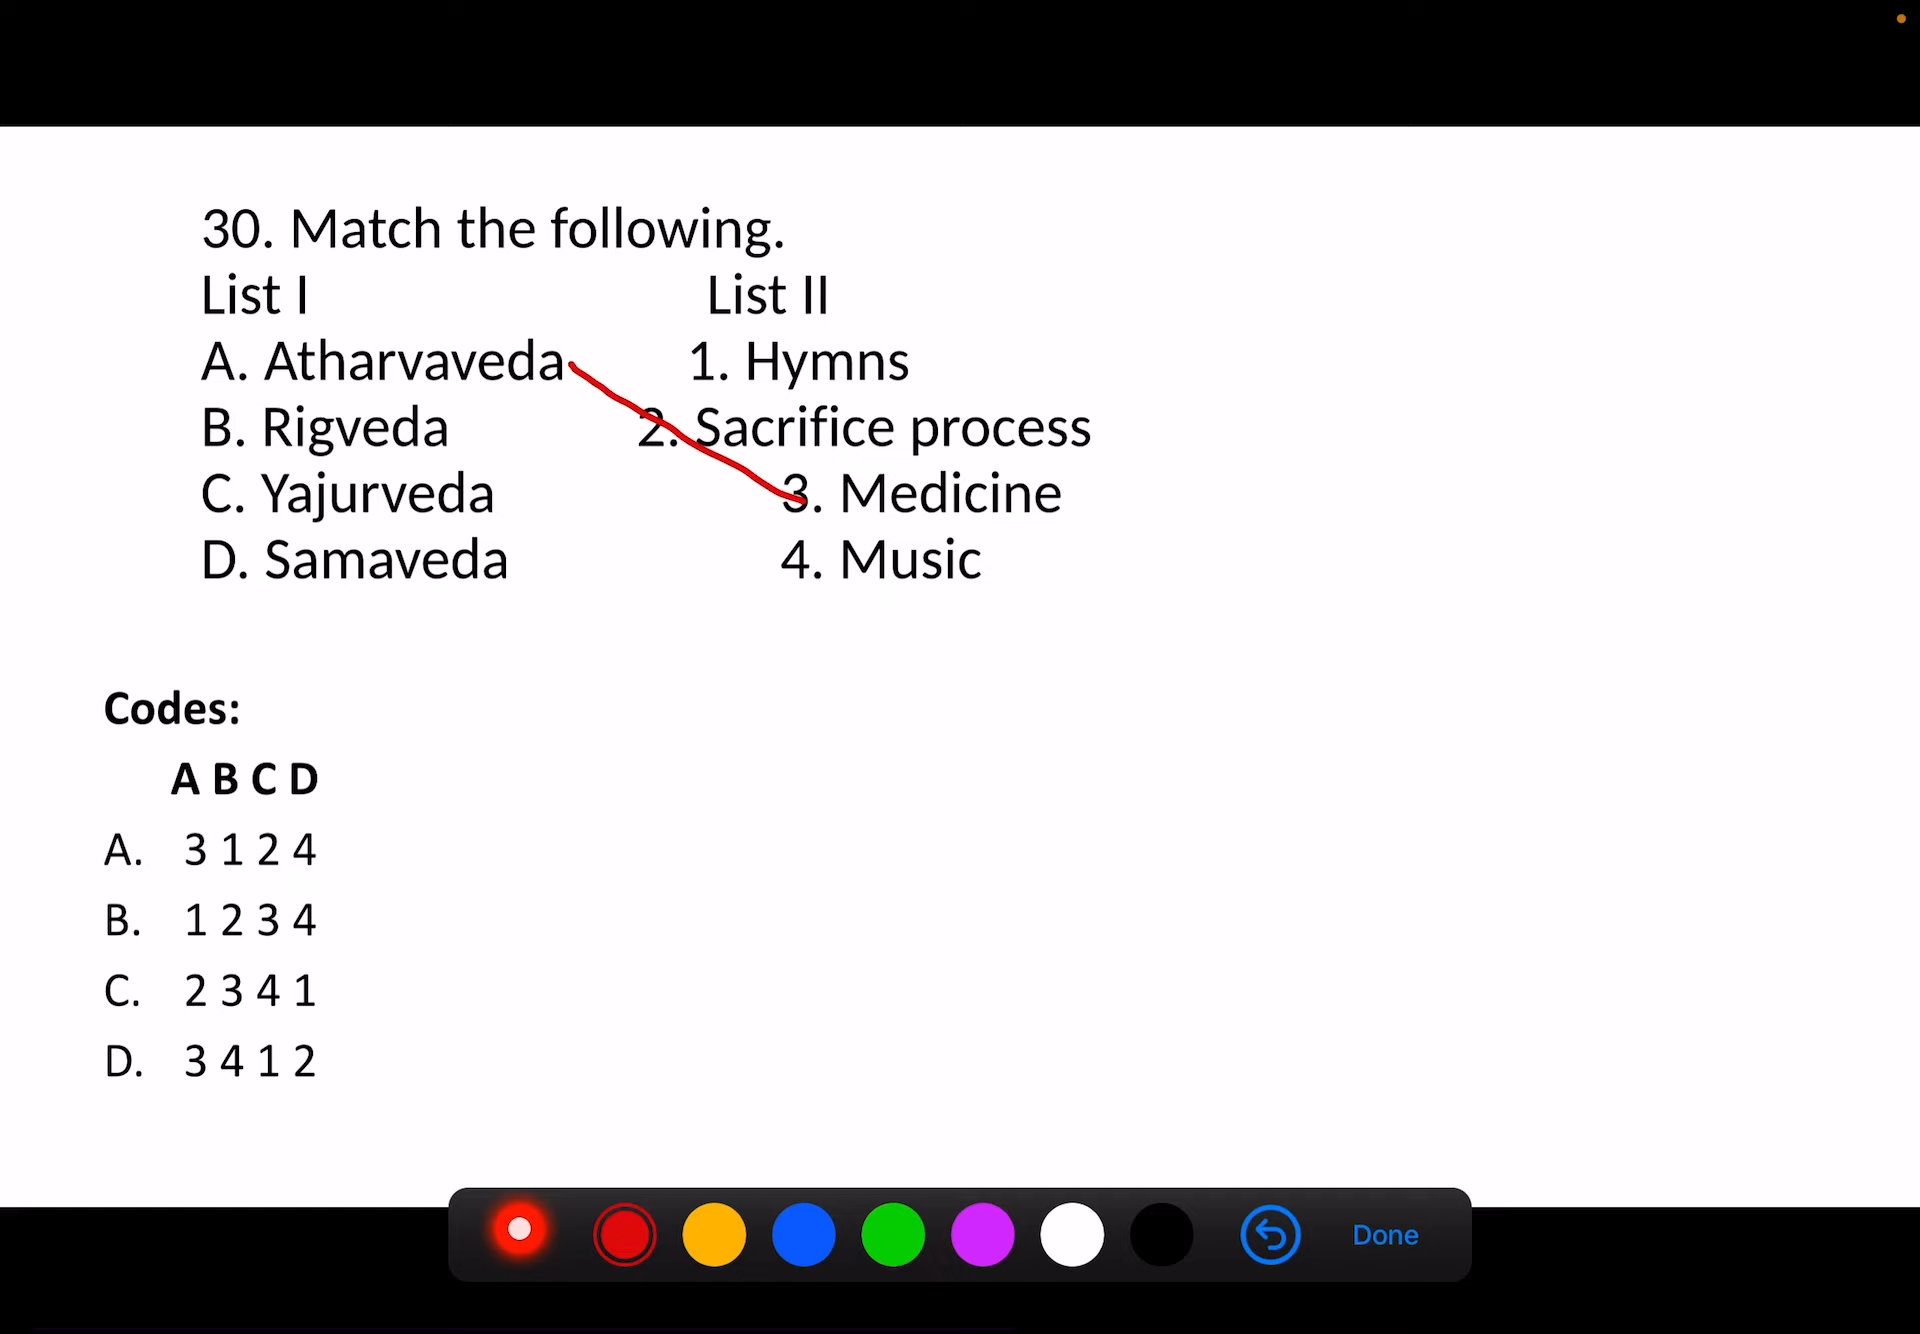 30. Match the following.
List I List II
A. Atharvaveda 1. Hymns
B. Rigveda 2. Sacrifice process
C. Yajurveda 3. Medicine
D. Samaveda 4. Music
Codes:
A B C D
A. 3 1 2 4
B. 1 2 3 4
C. 2 3 4 1
D. 3 4 1 2
Done